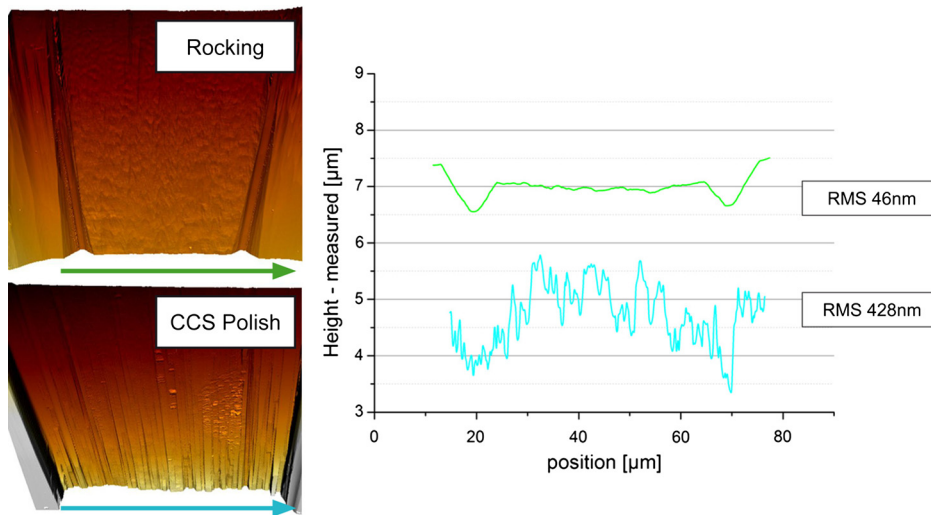 Rocking
CCS Polish
Height - measured [µm]
9
8
7
6
5
4
3
0
20
40
60
80
position [µm]
RMS 46nm
RMS 428nm